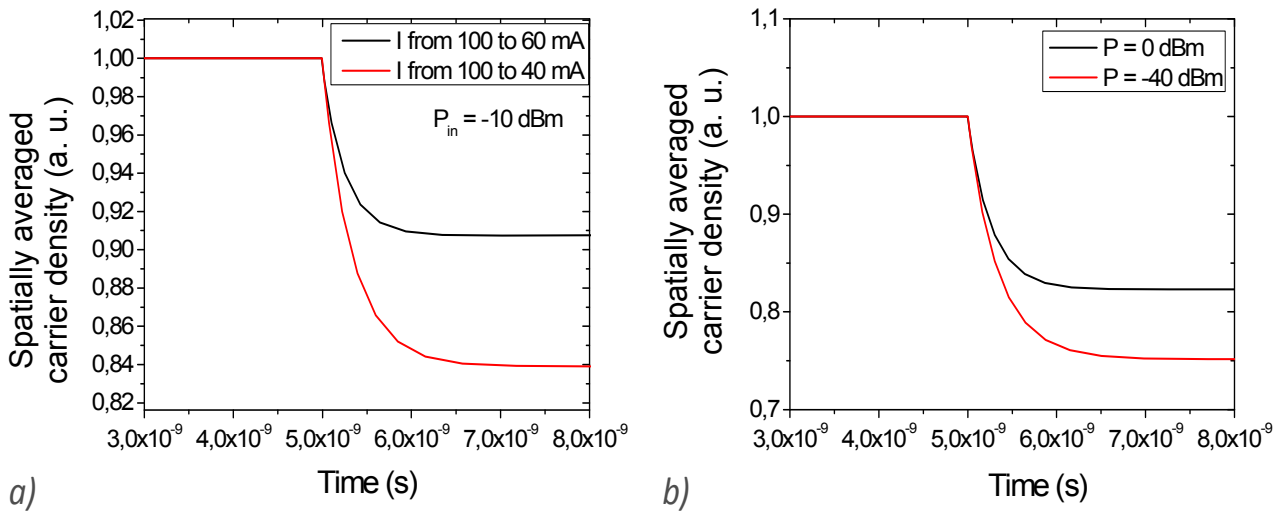 Spatially averaged
carrier density (a. u.)
1,02
1,00
0,98
0,96
0,94
0,92
0,90
0,88
0,86
0,84
0,82
I from 100 to 60 mA
I from 100 to 40 mA
P_in = -10 dBm
3,0x10^-9
4,0x10^-9
5,0x10^-9
6,0x10^-9
7,0x10^-9
8,0x10^-9
Time (s)
a)
Spatially averaged
carrier density (a. u.)
1,1
1,0
0,9
0,8
0,7
P = 0 dBm
P = -40 dBm
3,0x10^-9
4,0x10^-9
5,0x10^-9
6,0x10^-9
7,0x10^-9
8,0x10^-9
Time (s)
b)